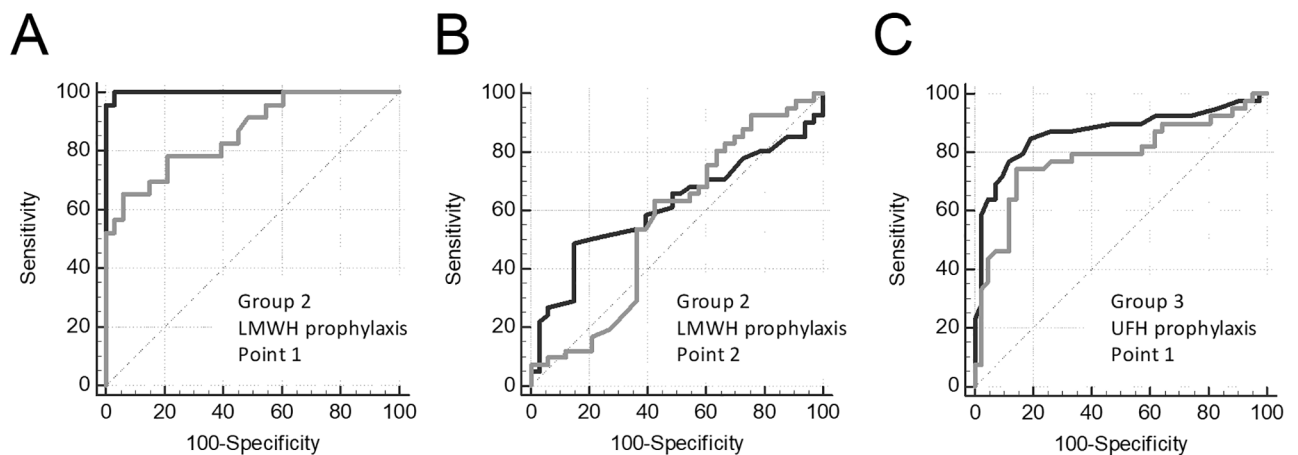 A
B
C
Sensitivity
100
80
60
40
20
0
Group 2
LMWH prophylaxis
Point 1
0 20 40 60 80 100
100-Specificity
Sensitivity
100
80
60
40
20
0
Group 2
LMWH prophylaxis
Point 2
0 20 40 60 80 100
100-Specificity
Sensitivity
100
80
60
40
20
0
Group 3
UFH prophylaxis
Point 1
0 20 40 60 80 100
100-Specificity